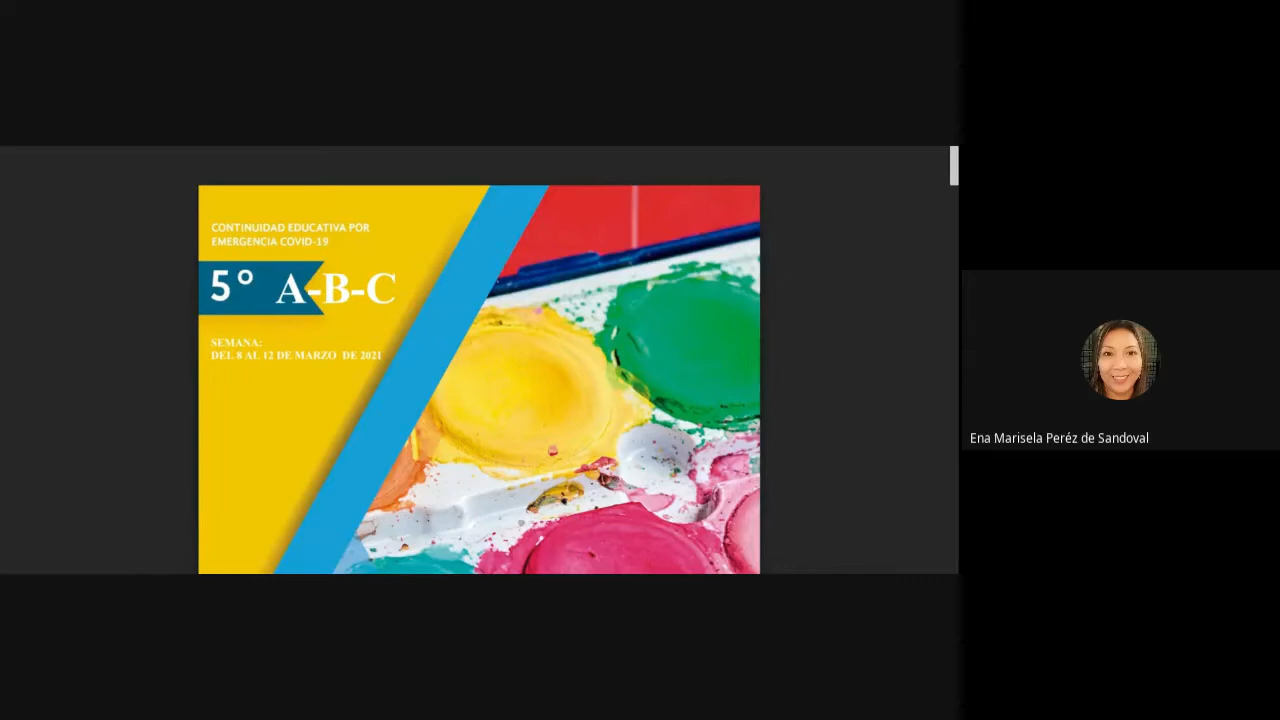 CONTINUIDAD EDUCATIVA POR
EMERGENCIA COVID-19
5° A-B-C
SEMANA:
DEL 8 AL 12 DE MARZO DE 2021
Ena Marisela Peréz de Sandoval